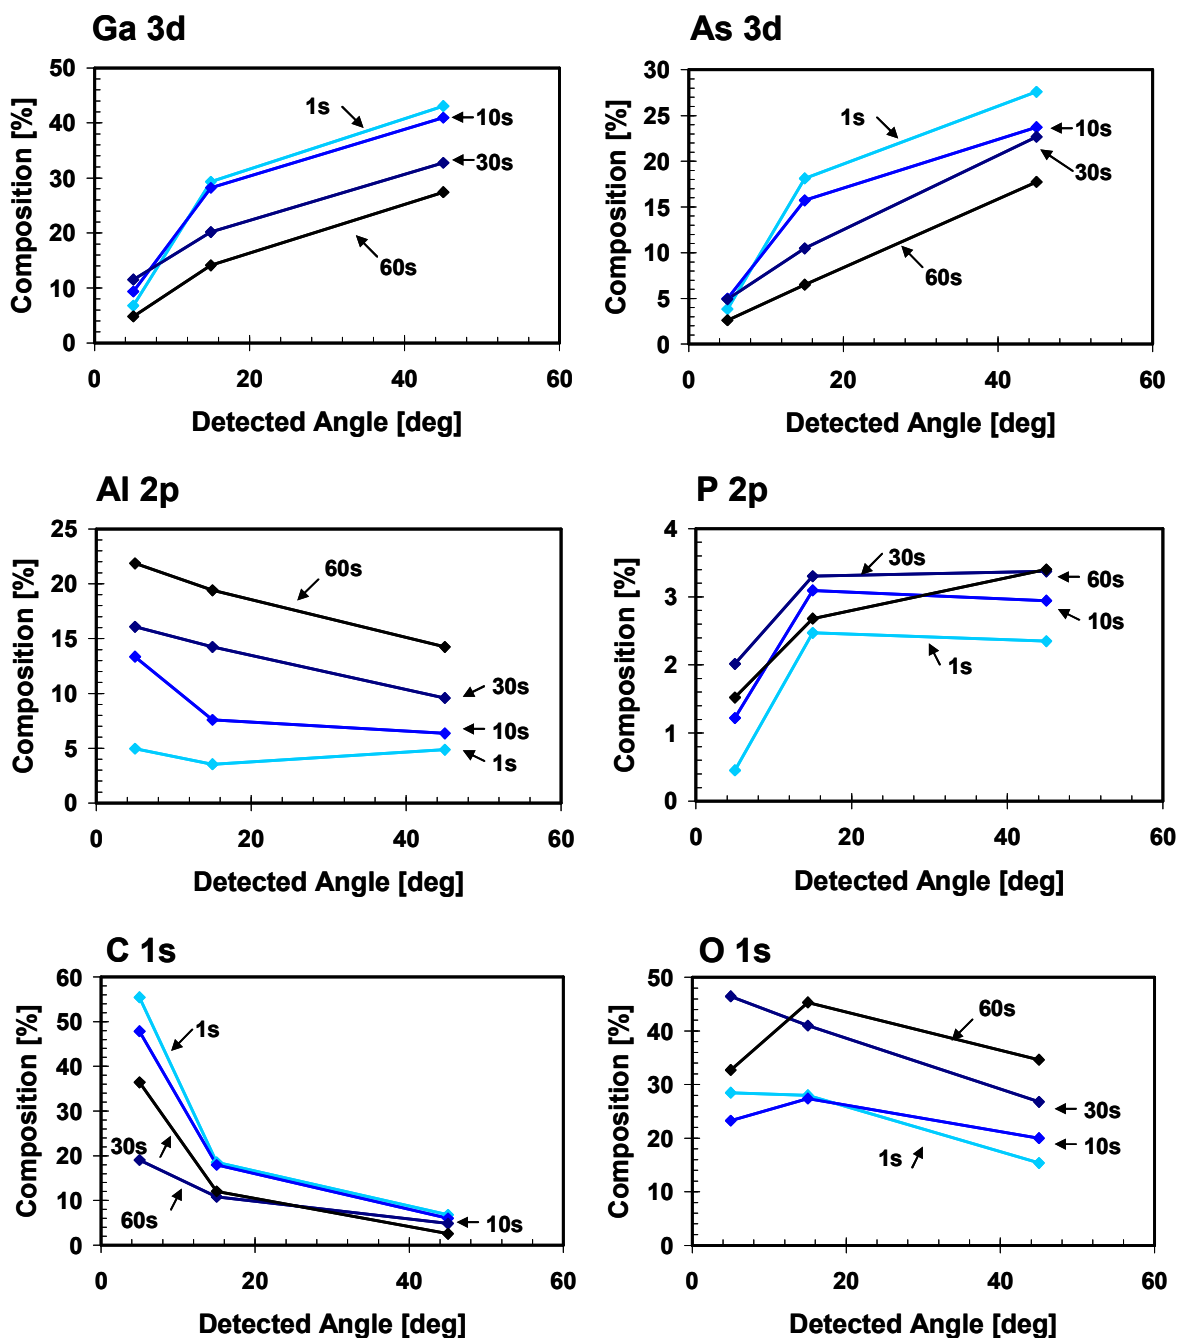 Ga 3d
50
40
30
20
10
0
0 20 40 60
Composition [%]
Detected Angle [deg]
1s
10s
30s
60s
As 3d
30
25
20
15
10
5
0
0 20 40 60
Composition [%]
Detected Angle [deg]
1s
10s
30s
60s
Al 2p
25
20
15
10
5
0
0 20 40 60
Composition [%]
Detected Angle [deg]
60s
30s
10s
1s
P 2p
4
3
2
1
0
0 20 40 60
Composition [%]
Detected Angle [deg]
30s
60s
10s
1s
C 1s
60
50
40
30
20
10
0
0 20 40 60
Composition [%]
Detected Angle [deg]
1s
30s
60s
10s
O 1s
50
40
30
20
10
0
0 20 40 60
Composition [%]
Detected Angle [deg]
60s
30s
10s
1s